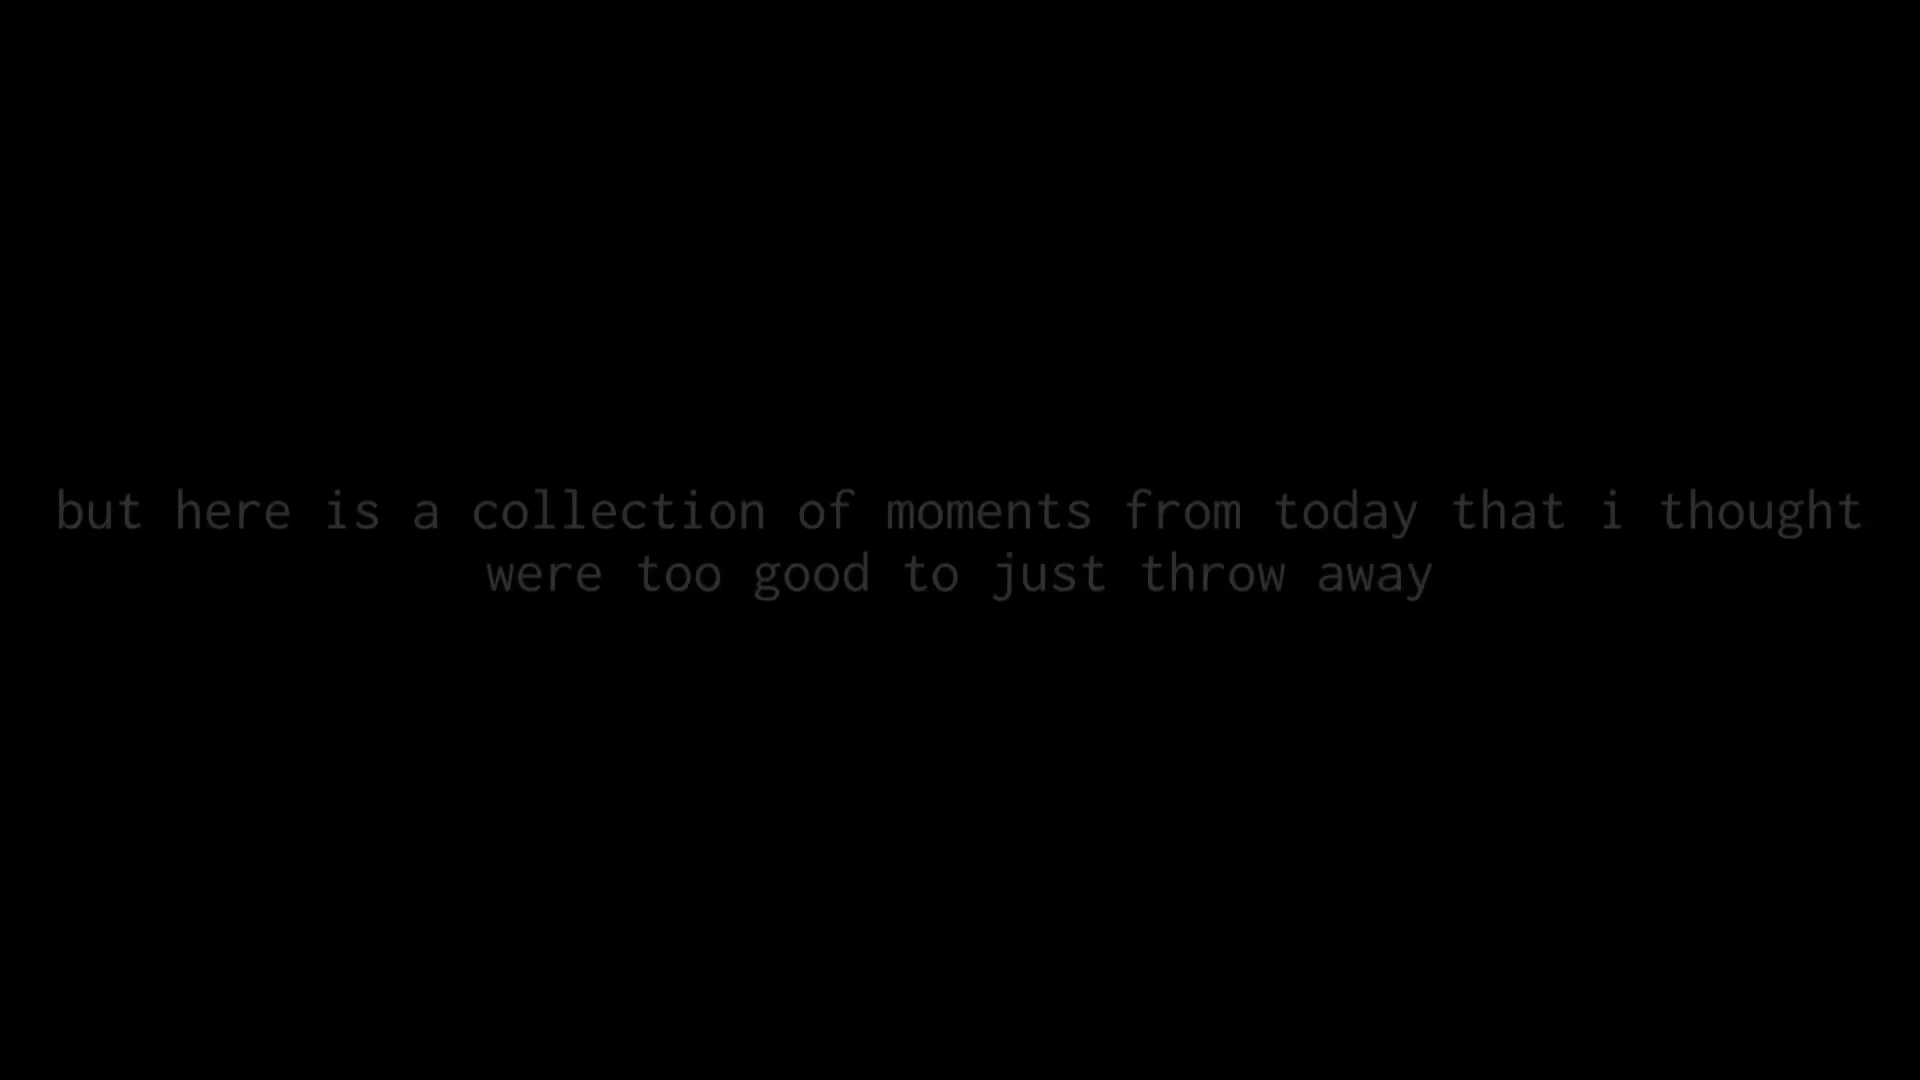 but here is a collection of moments from today that i thought
were too good to just throw away